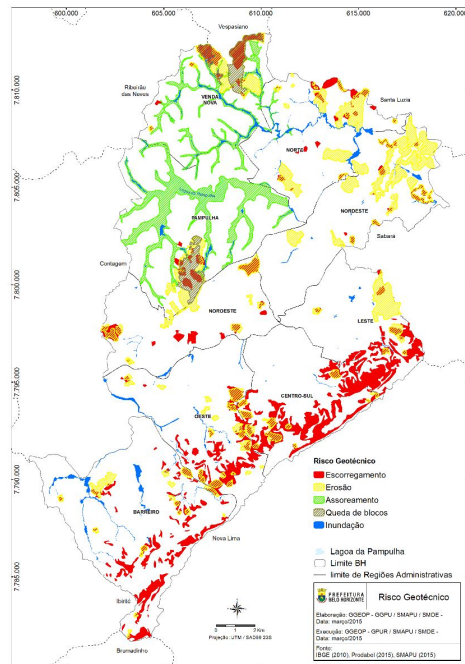 600.000
605.000
610.000
615.000
620.000
Vespasiano
7.810.000
Ribeirão
das Neves
VENDA
NOVA
Santa Luzia
NORTE
7.805.000
PAMPULHA
NORDESTE
Sabará
Contagem
7.800.000
NOROESTE
LESTE
7.795.000
CENTRO-SUL
OESTE
7.790.000
BARREIRO
Nova Lima
7.785.000
Ibirité
Brumadinho
Risco Geotécnico
Escorregamento
Erosão
Assoreamento
Queda de blocos
Inundação
Lagoa da Pampulha
Limite BH
limite de Regiões Administrativas
2 Km
Projeção: UTM / SAD69 23S
PREFEITURA
BELO HORIZONTE
Risco Geotécnico
Elaboração: GGEOP - GGPU / SMAPU / SMDE -
Data: março/2015
Execução: GGEOP - GPUR / SMAPU / SMDE -
Data: março/2015
Fonte:
IBGE (2010), Prodabel (2015), SMAPU (2015)